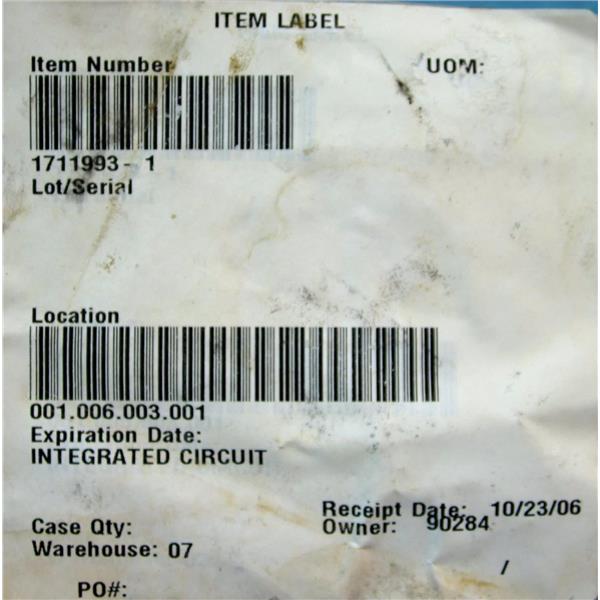 ITEM LABEL
Item Number UOM:
1711993- 1
Lot/Serial
Location
001.006.003.001
Expiration Date:
INTEGRATED CIRCUIT
Receipt Date: 10/23/06
Case Qty: Owner: 90284
Warehouse: 07
/
PO#: